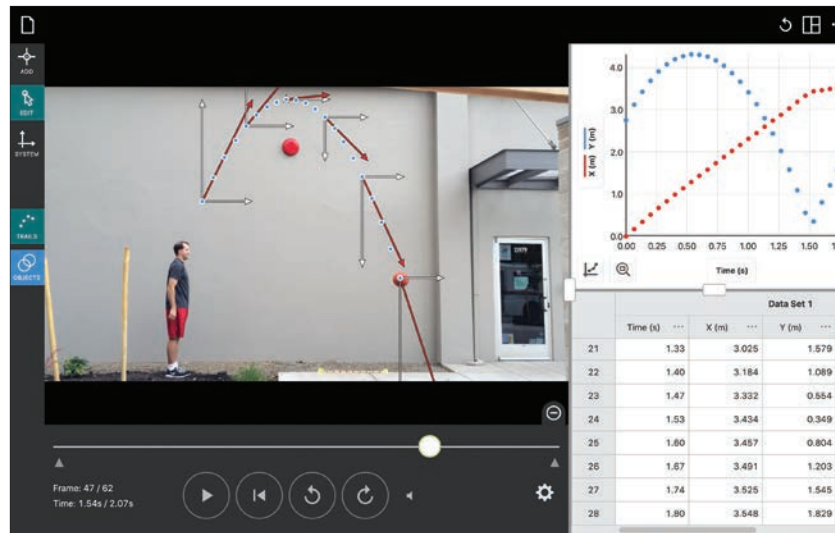 ADD
EDIT
SYSTEM
TRAILS
OBJECTS
4.0
3.0
2.0
1.0
0.0
X (m) Y (m)
0.00 0.25 0.50 0.75 1.00 1.25 1.50
Time (s)
Data Set 1
Time (s) ... X (m) ... Y (m) ...
21 1.33 3.025 1.579
22 1.40 3.184 1.089
23 1.47 3.332 0.554
24 1.53 3.434 0.349
25 1.60 3.457 0.804
26 1.67 3.491 1.203
27 1.74 3.525 1.545
28 1.80 3.548 1.829
Frame: 47 / 62
Time: 1.54s / 2.07s